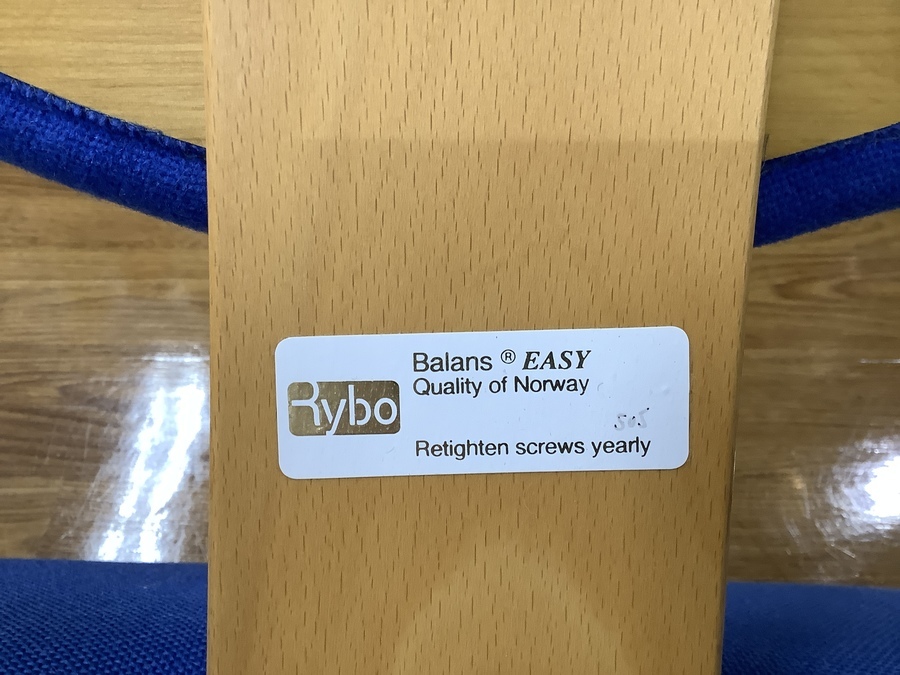 Rybo
Balans ® EASY
Quality of Norway
Retighten screws yearly